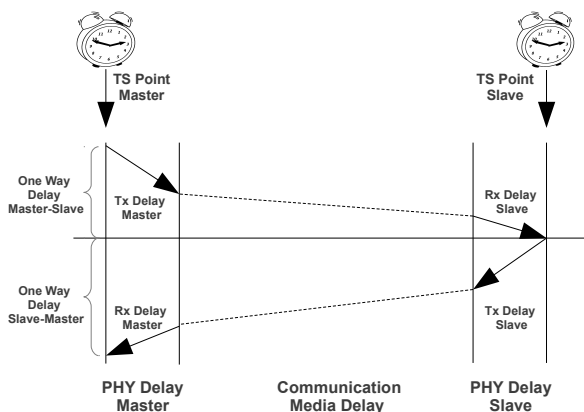 TS Point
Master
TS Point
Slave
One Way
Delay
Master-Slave
Tx Delay
Master
Rx Delay
Slave
One Way
Delay
Slave-Master
Rx Delay
Master
Tx Delay
Slave
PHY Delay
Master
Communication
Media Delay
PHY Delay
Slave